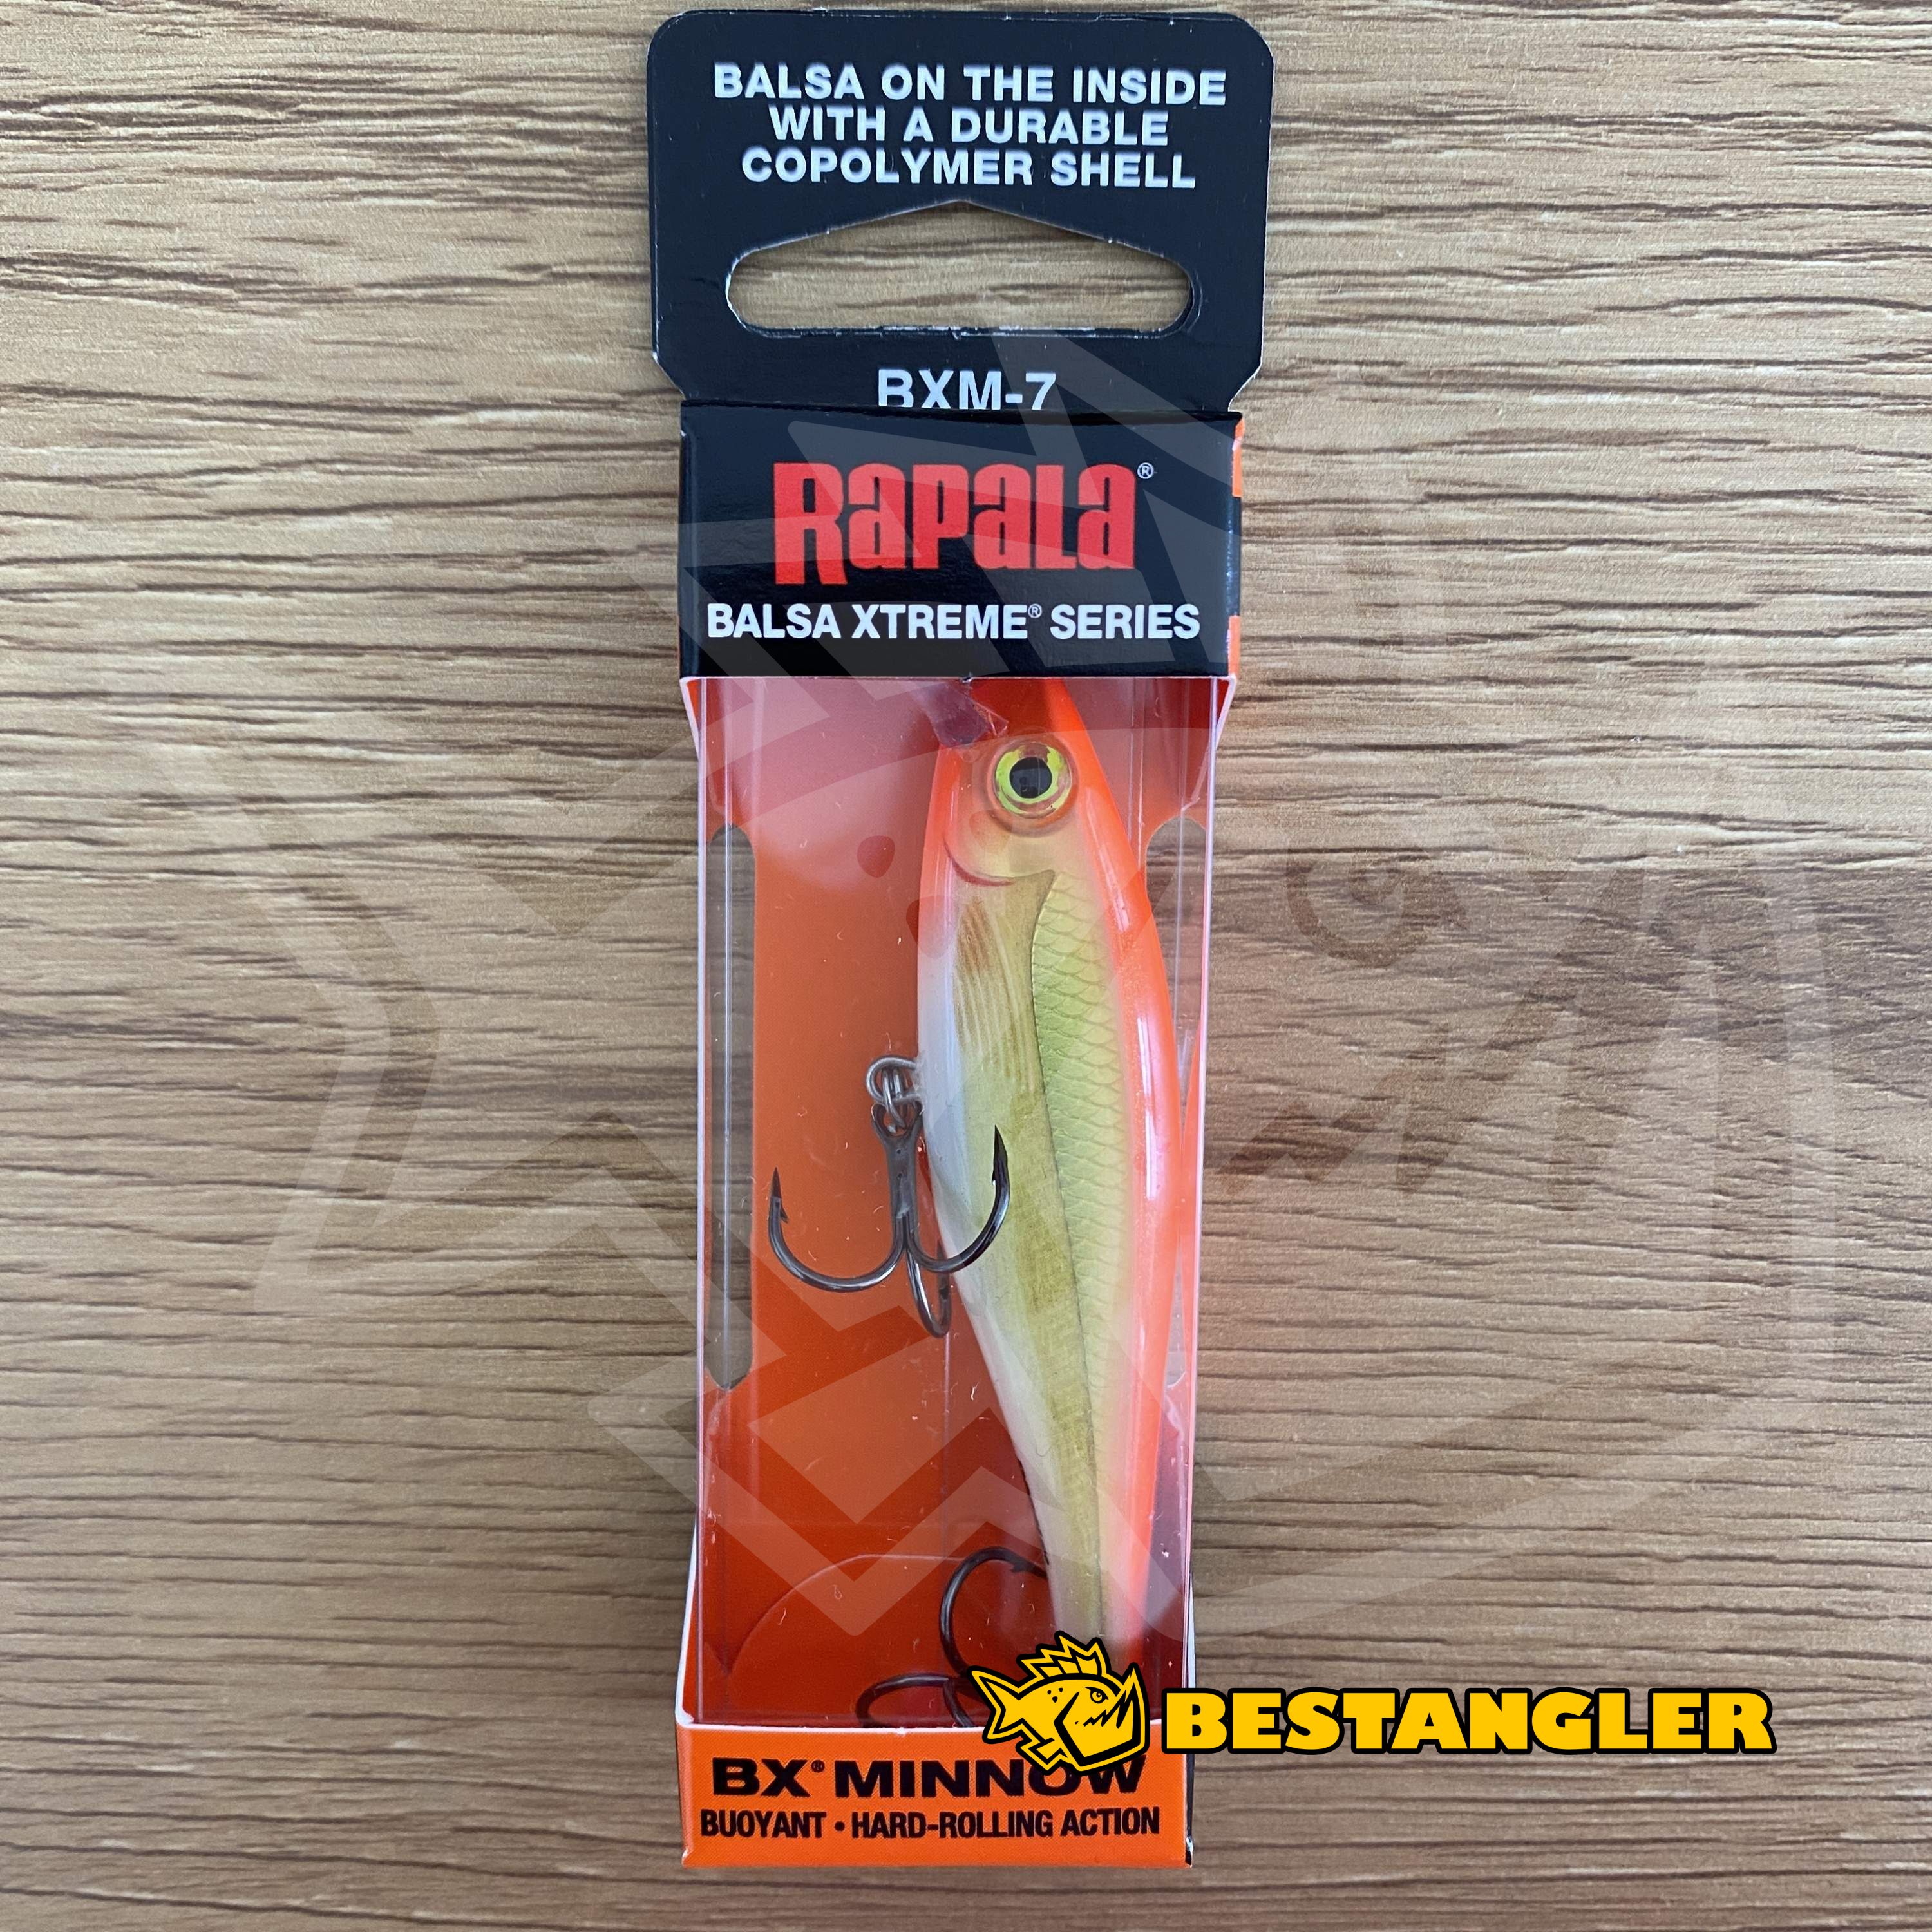 BALSA ON THE INSIDE
WITH A DURABLE
COPOLYMER SHELL
BXM-7
RAPALA®
BALSA XTREME® SERIES
BESTANGLER
BX® MINNOW
BUOYANT • HARD-ROLLING ACTION